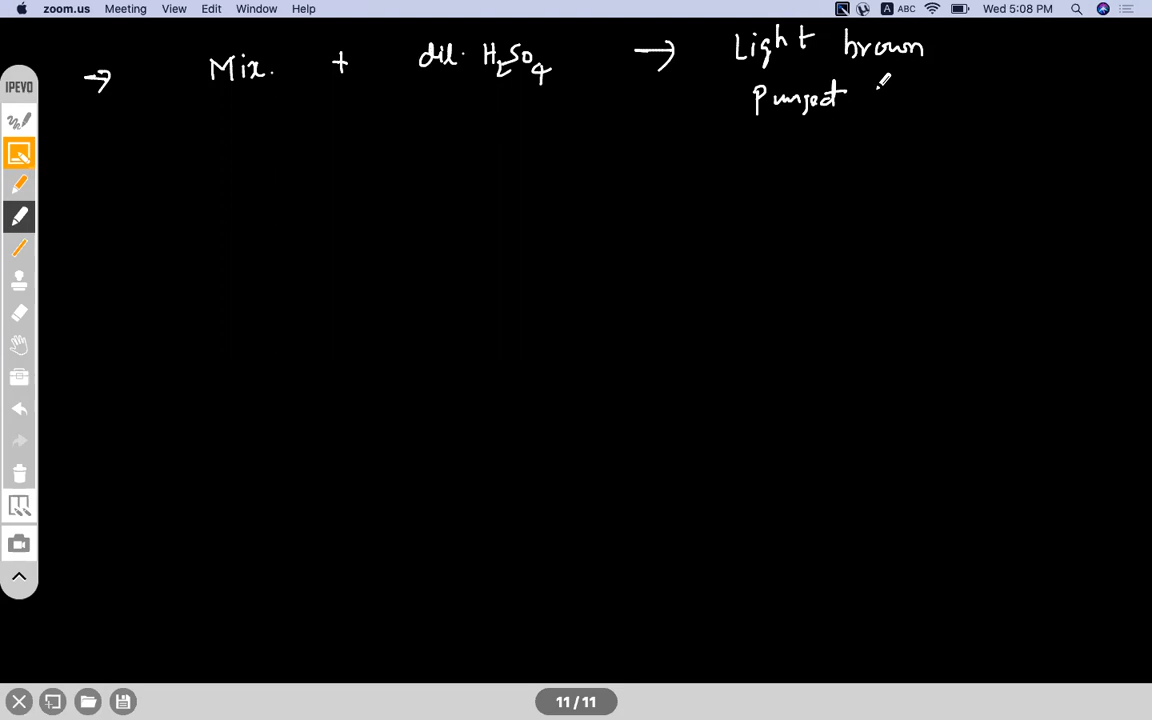 zoom.us Meeting View Edit Window Help A ABC Wed 5:08 PM
IPEVO
→ Mix. + dil. H₂SO₄ → Light brown
Pungent
11/11